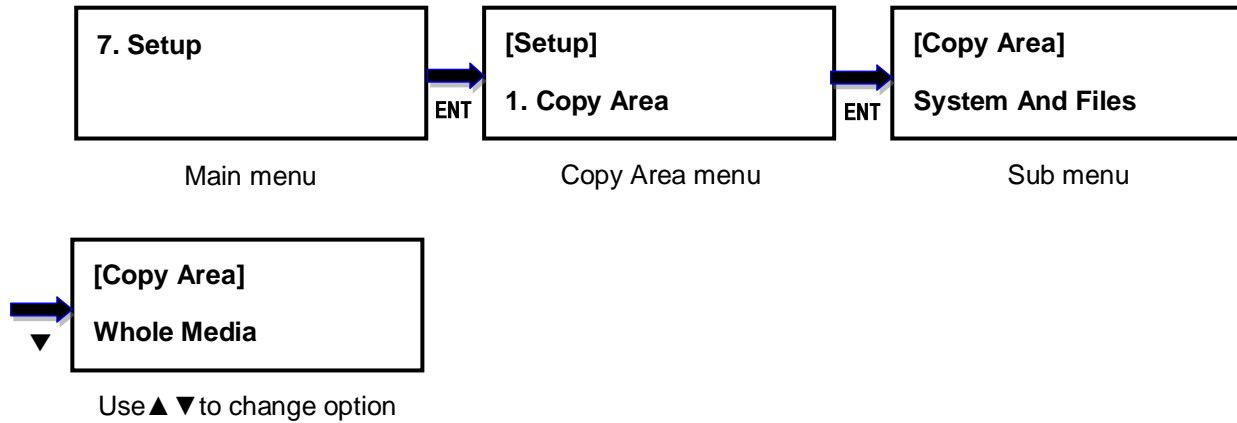 7. Setup
ENT
[Setup]
1. Copy Area
ENT
[Copy Area]
System And Files
Main menu
Copy Area menu
Sub menu
▼
[Copy Area]
Whole Media
Use▲ ▼to change option